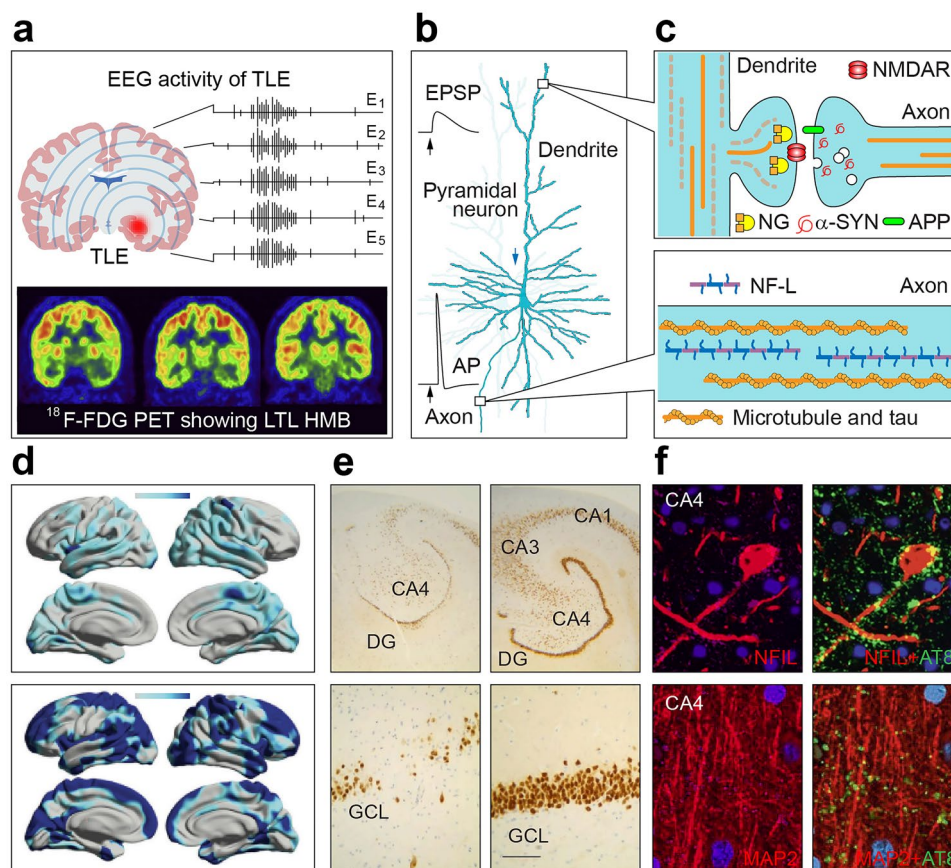 a
EEG activity of TLE
E1
E2
E3
E4
E5
TLE
18F-FDG PET showing LTL HMB
b
EPSP
Dendrite
Pyramidal
neuron
AP
Axon
c
Dendrite
NMDAR
Axon
NG α-SYN APP
NF-L Axon
Microtubule and tau
d
e
CA4
DG
CA1
CA3
CA4
DG
GCL
GCL
f
CA4
NFIL
NFIL+AT8
CA4
MAP2